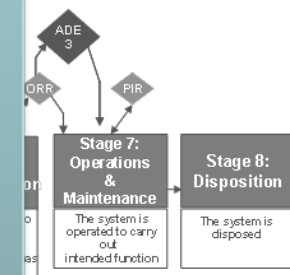 ADE
3
ORR
PIR
Stage 7:
Operations
&
Maintenance
Stage 8:
Disposition
The system is
operated to carry
out
intended function
The system is
disposed